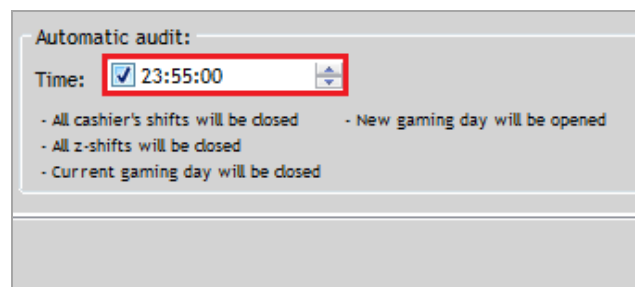 Automatic audit:
Time: 23:55:00
- All cashier's shifts will be closed - New gaming day will be opened
- All z-shifts will be closed
- Current gaming day will be closed